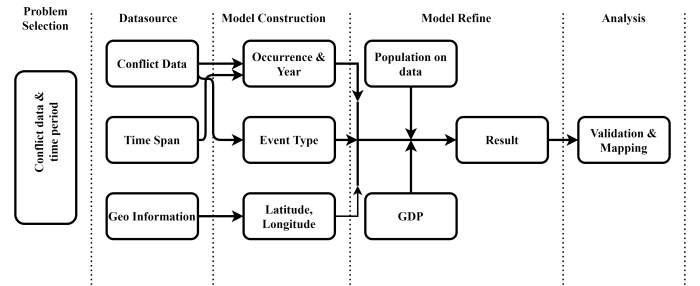 Problem
Selection
Datasource
Model Construction
Model Refine
Analysis
Conflict data &
time period
Conflict Data
Time Span
Geo Information
Occurrence &
Year
Event Type
Latitude,
Longitude
Population on
data
GDP
Result
Validation &
Mapping